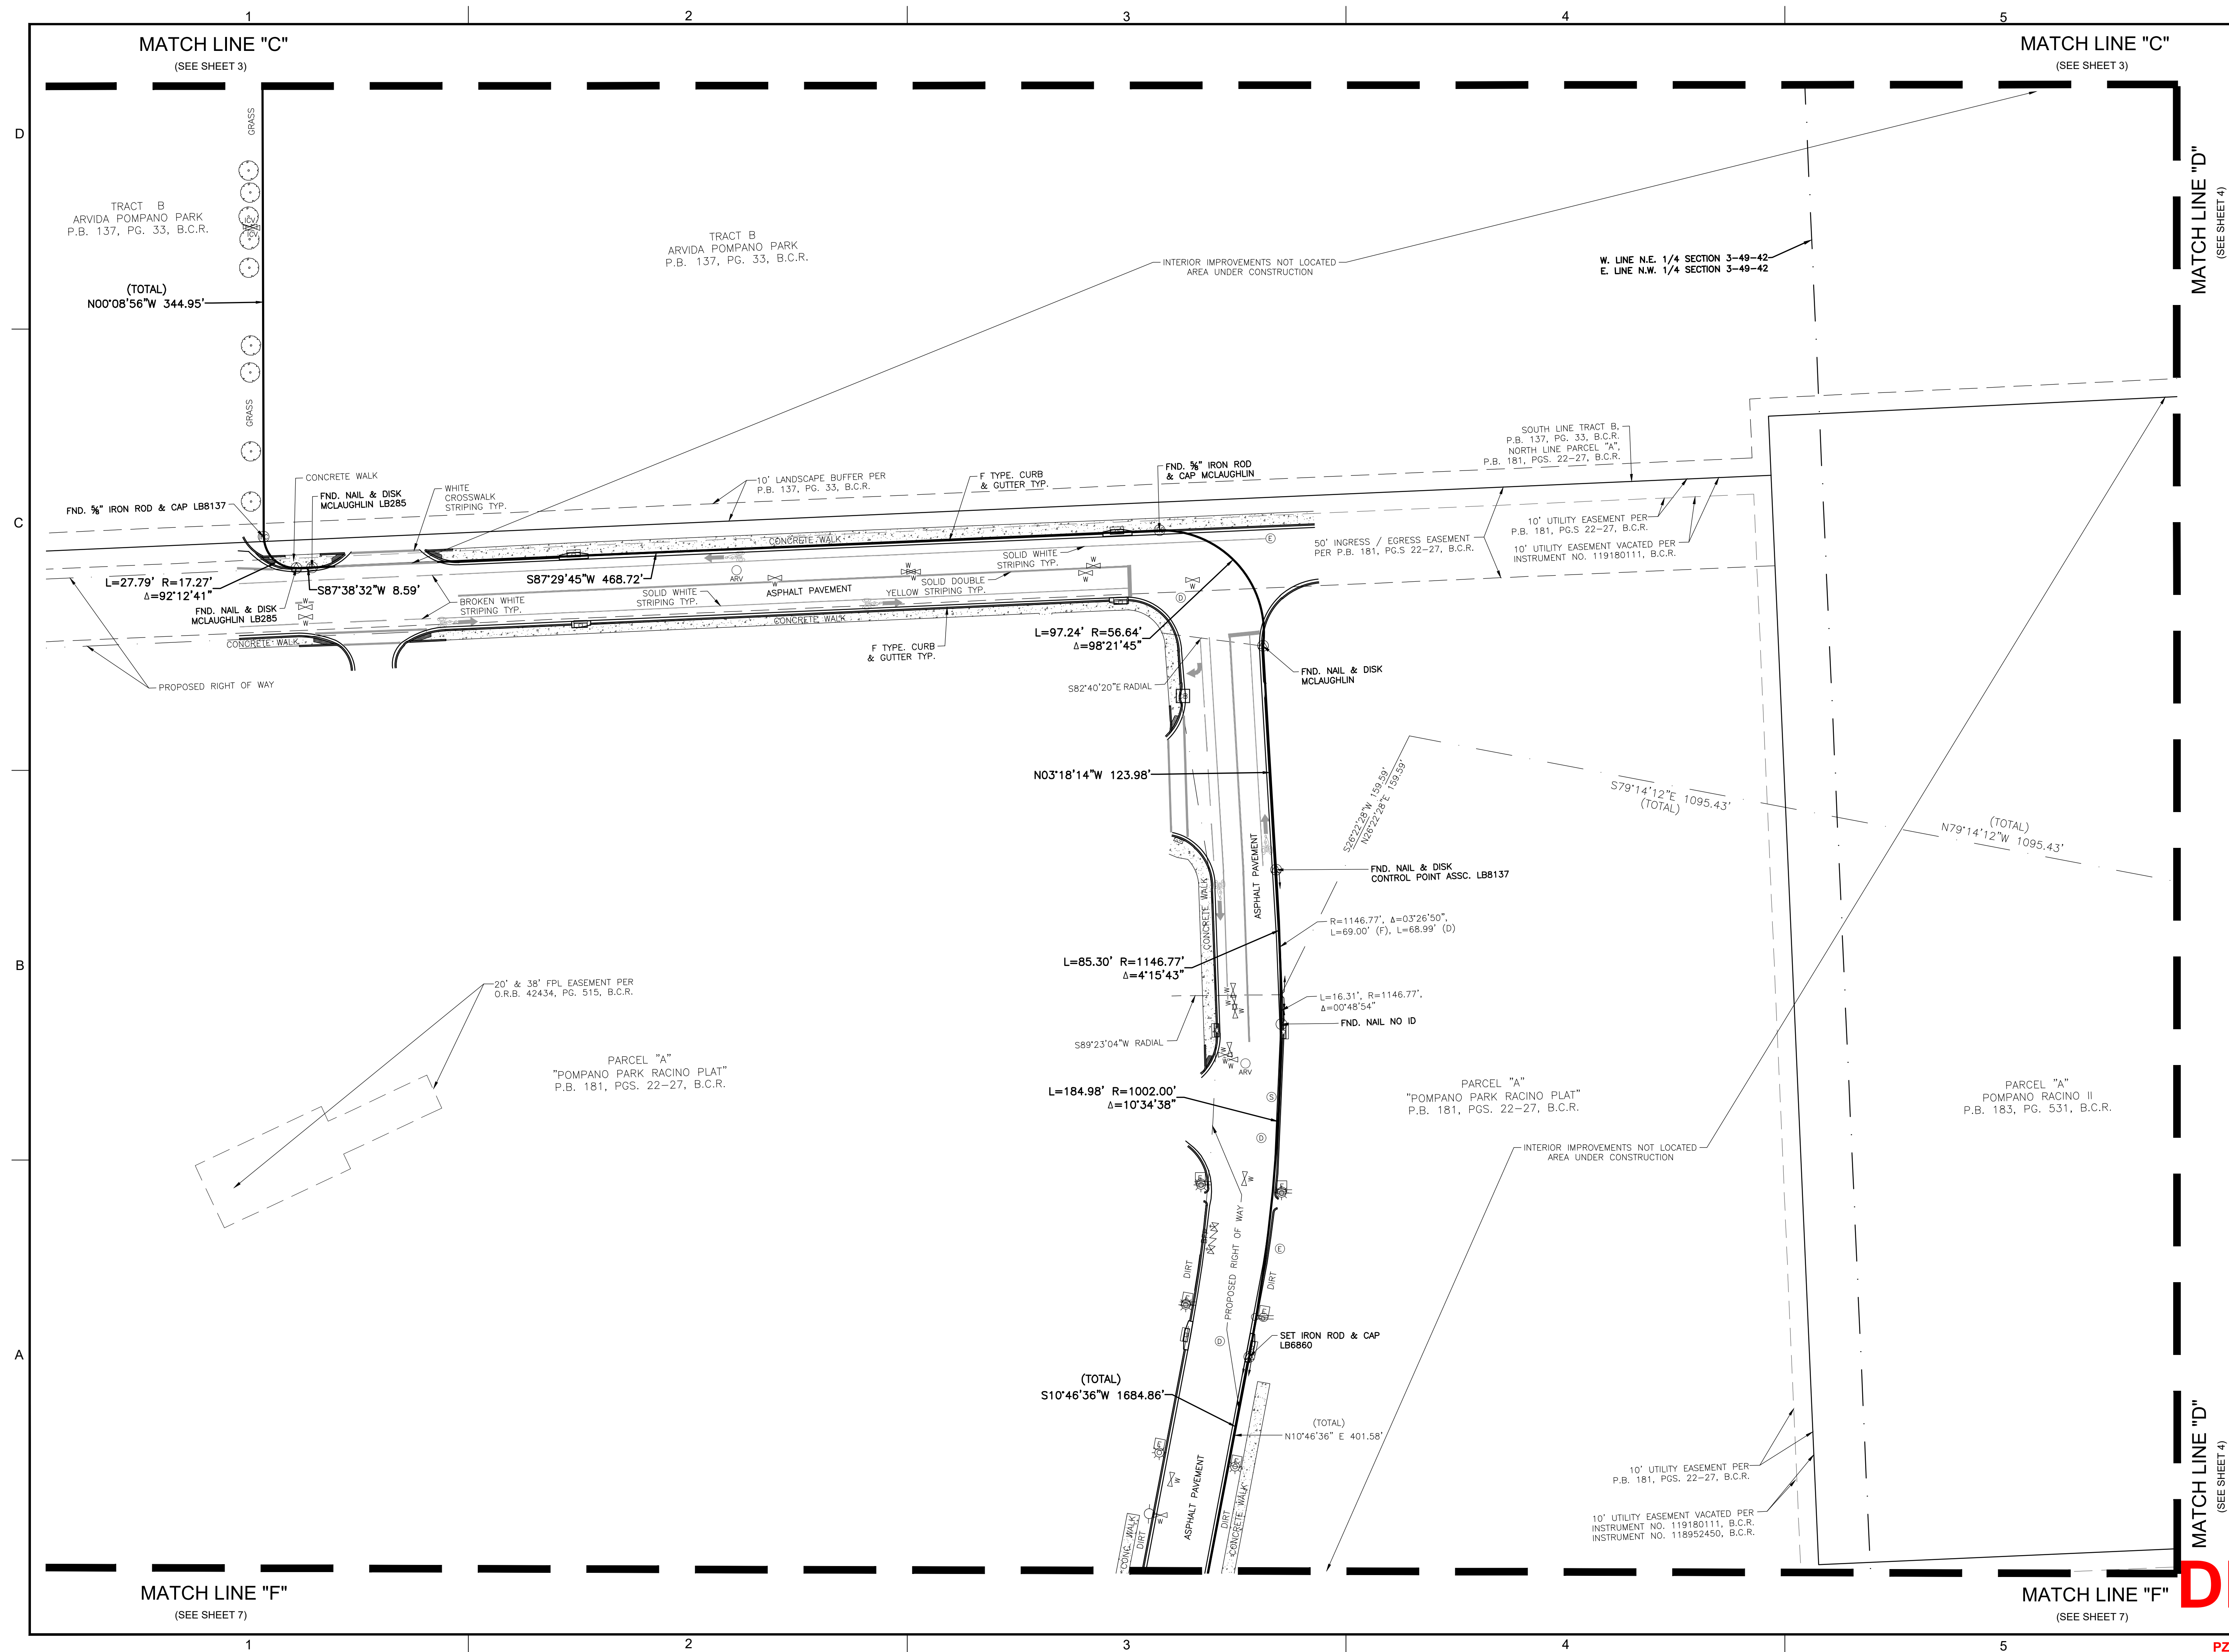 1
2
3
4
5
MATCH LINE "C"
(SEE SHEET 3)
MATCH LINE "C"
(SEE SHEET 3)
D
C
B
A
MATCH LINE "D"
(SEE SHEET 4)
GRASS
TRACT B
ARVIDA POMPANO PARK
P.B. 137, PG. 33, B.C.R.
ICV
ICV
(TOTAL)
N00°08'56"W 344.95'
GRASS
TRACT B
ARVIDA POMPANO PARK
P.B. 137, PG. 33, B.C.R.
INTERIOR IMPROVEMENTS NOT LOCATED
AREA UNDER CONSTRUCTION
W. LINE N.E. 1/4 SECTION 3-49-42
E. LINE N.W. 1/4 SECTION 3-49-42
SOUTH LINE TRACT B,
P.B. 137, PG. 33, B.C.R.
NORTH LINE PARCEL "A",
P.B. 181, PGS. 22-27, B.C.R.
CONCRETE WALK
FND. NAIL & DISK
MCLAUGHLIN LB285
WHITE
CROSSWALK
STRIPING TYP.
10' LANDSCAPE BUFFER PER
P.B. 137, PG. 33, B.C.R.
F TYPE. CURB
& GUTTER TYP.
FND. ⅝" IRON ROD
& CAP MCLAUGHLIN
FND. ⅝" IRON ROD & CAP LB8137
10' UTILITY EASEMENT PER
P.B. 181, PG.S 22-27, B.C.R.
50' INGRESS / EGRESS EASEMENT
PER P.B. 181, PG.S 22-27, B.C.R.
10' UTILITY EASEMENT VACATED PER
INSTRUMENT NO. 119180111, B.C.R.
CONCRETE WALK
SOLID WHITE
STRIPING TYP.
E
L=27.79' R=17.27'
Δ=92°12'41"
S87°38'32"W 8.59'
S87°29'45"W 468.72'
ARV
W
W
W
W
W
W
SOLID DOUBLE
YELLOW STRIPING TYP.
ASPHALT PAVEMENT
SOLID WHITE
STRIPING TYP.
BROKEN WHITE
STRIPING TYP.
FND. NAIL & DISK
MCLAUGHLIN LB285
W
W
D
CONCRETE WALK
CONCRETE WALK
F TYPE. CURB
& GUTTER TYP.
PROPOSED RIGHT OF WAY
L=97.24' R=56.64'
Δ=98°21'45"
FND. NAIL & DISK
MCLAUGHLIN
S82°40'20"E RADIAL
N03°18'14"W 123.98'
S26°22'28"W 159.59'
N26°22'28"E 159.59'
S79°14'12"E 1095.43'
(TOTAL)
(TOTAL)
N79°14'12"W 1095.43'
ASPHALT PAVEMENT
CONCRETE WALK
FND. NAIL & DISK
CONTROL POINT ASSC. LB8137
R=1146.77', Δ=03°26'50",
L=69.00' (F), L=68.99' (D)
L=85.30' R=1146.77'
Δ=4°15'43"
L=16.31', R=1146.77',
Δ=00°48'54"
FND. NAIL NO ID
W
W
W
W
S89°23'04"W RADIAL
ARV
20' & 38' FPL EASEMENT PER
O.R.B. 42434, PG. 515, B.C.R.
PARCEL "A"
"POMPANO PARK RACINO PLAT"
P.B. 181, PGS. 22-27, B.C.R.
L=184.98' R=1002.00'
Δ=10°34'38"
S
D
PARCEL "A"
"POMPANO PARK RACINO PLAT"
P.B. 181, PGS. 22-27, B.C.R.
PARCEL "A"
POMPANO RACINO II
P.B. 183, PG. 531, B.C.R.
INTERIOR IMPROVEMENTS NOT LOCATED
AREA UNDER CONSTRUCTION
W
PROPOSED RIGHT OF WAY
E
DIRT
DIRT
D
SET IRON ROD & CAP
LB6860
(TOTAL)
S10°46'36"W 1684.86'
(TOTAL)
N10°46'36" E 401.58'
10' UTILITY EASEMENT PER
P.B. 181, PGS. 22-27, B.C.R.
10' UTILITY EASEMENT VACATED PER
INSTRUMENT NO. 119180111, B.C.R.
INSTRUMENT NO. 118952450, B.C.R.
W
W
ASPHALT PAVEMENT
CONC. WALK
DIRT
DIRT
CONCRETE WALK
MATCH LINE "D"
(SEE SHEET 4)
MATCH LINE "F"
(SEE SHEET 7)
MATCH LINE "F"
(SEE SHEET 7)
1
2
3
4
5
PZ